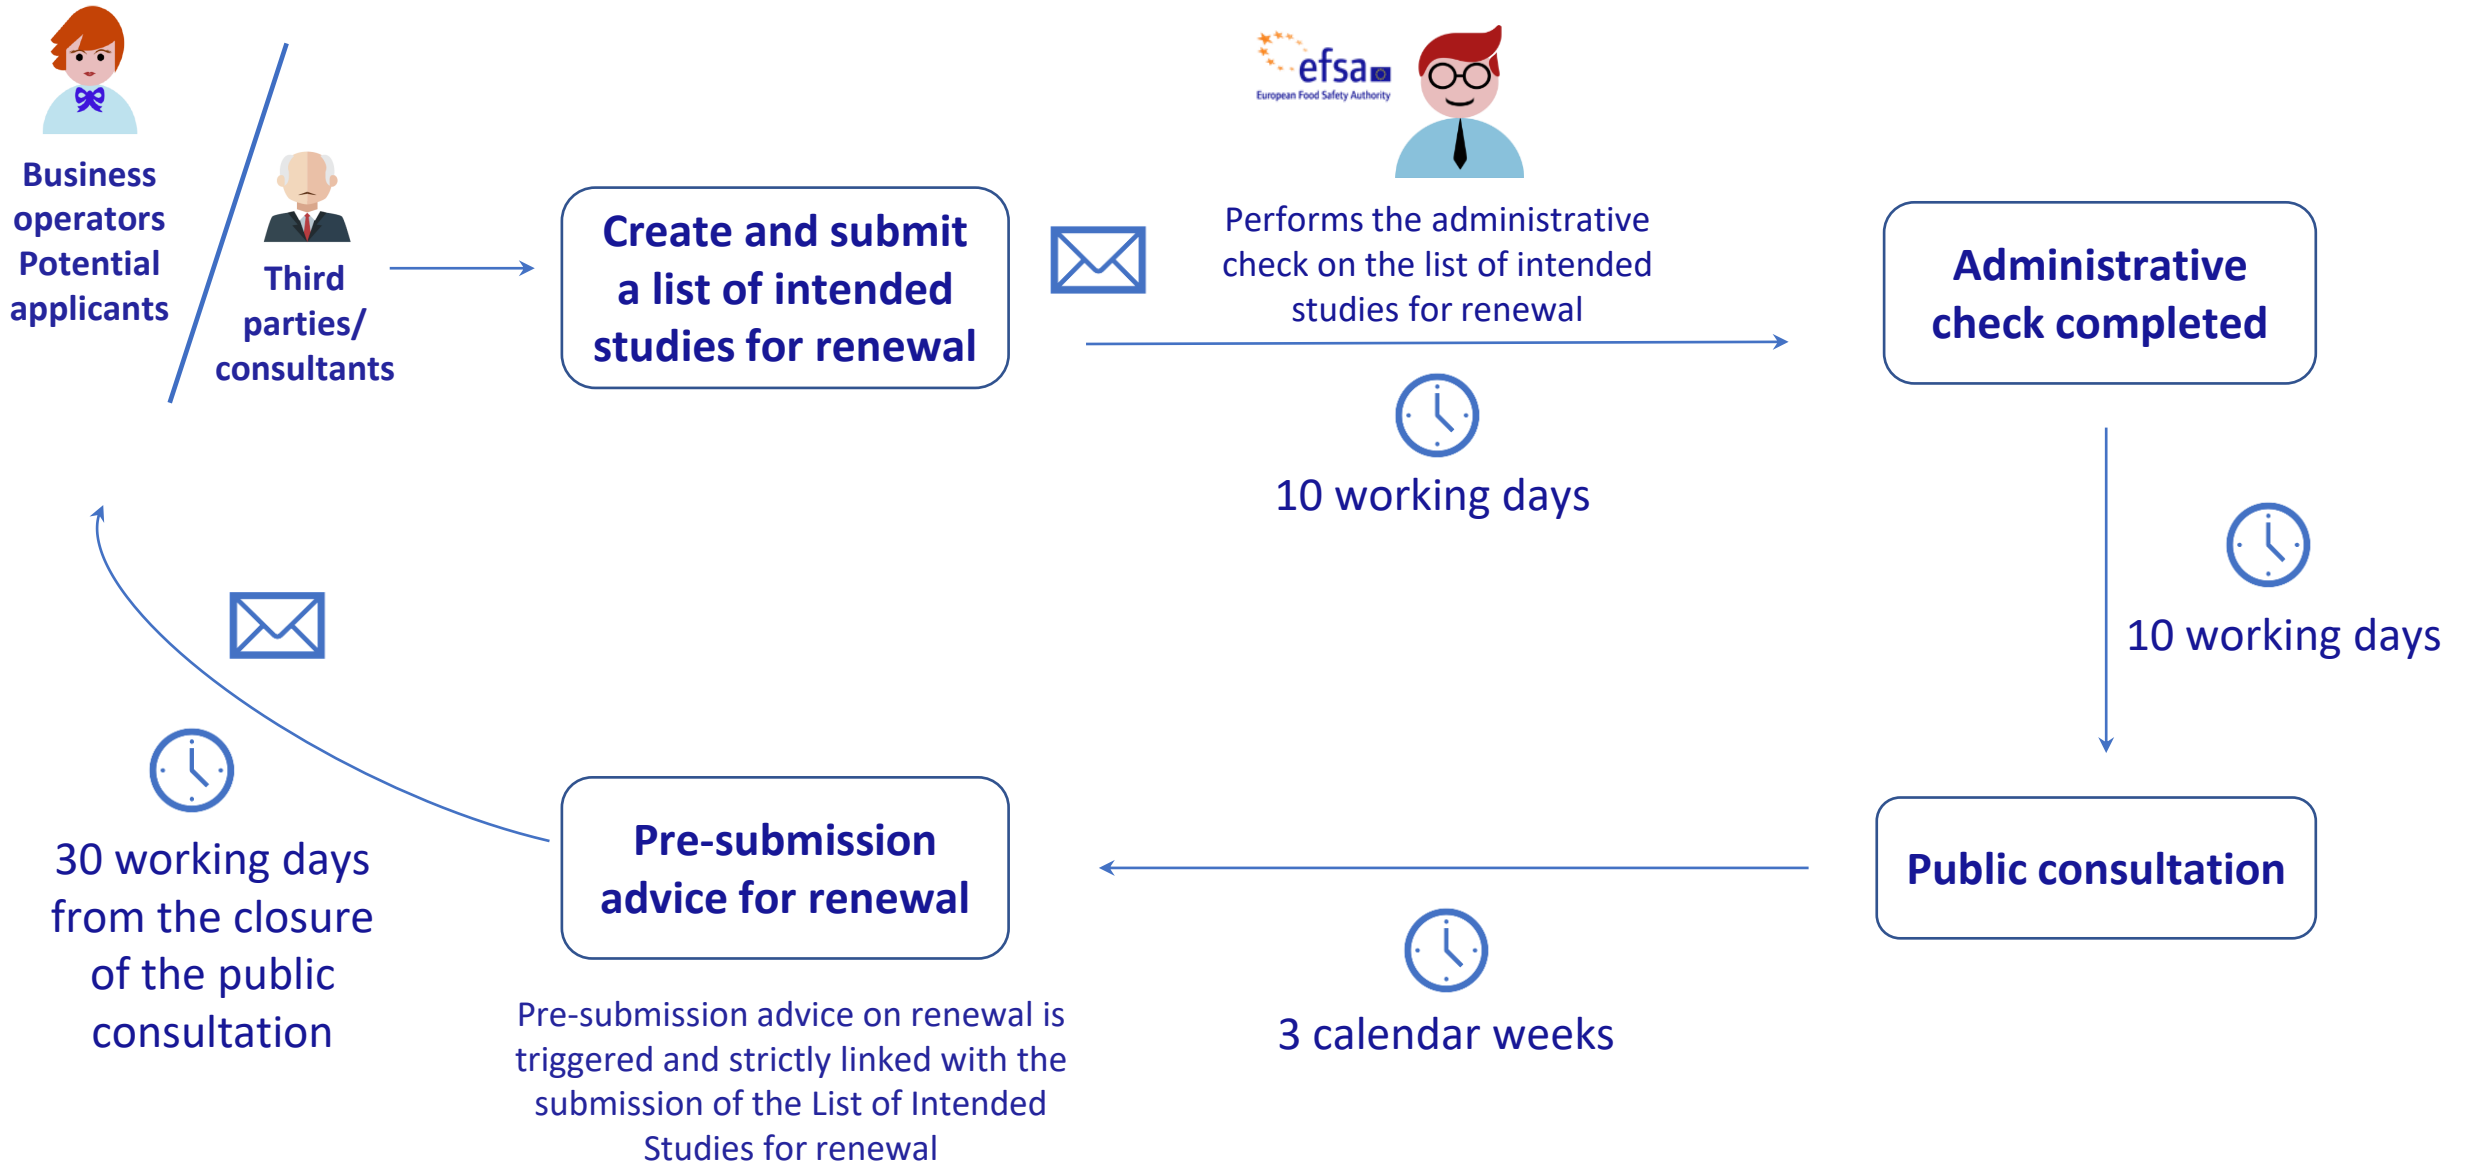 Business
operators
Potential
applicants
Third
parties/
consultants
Create and submit
a list of intended
studies for renewal
efsa
European Food Safety Authority
Performs the administrative
check on the list of intended
studies for renewal
10 working days
Administrative
check completed
10 working days
Public consultation
3 calendar weeks
Pre-submission
advice for renewal
Pre-submission advice on renewal is
triggered and strictly linked with the
submission of the List of Intended
Studies for renewal
30 working days
from the closure
of the public
consultation